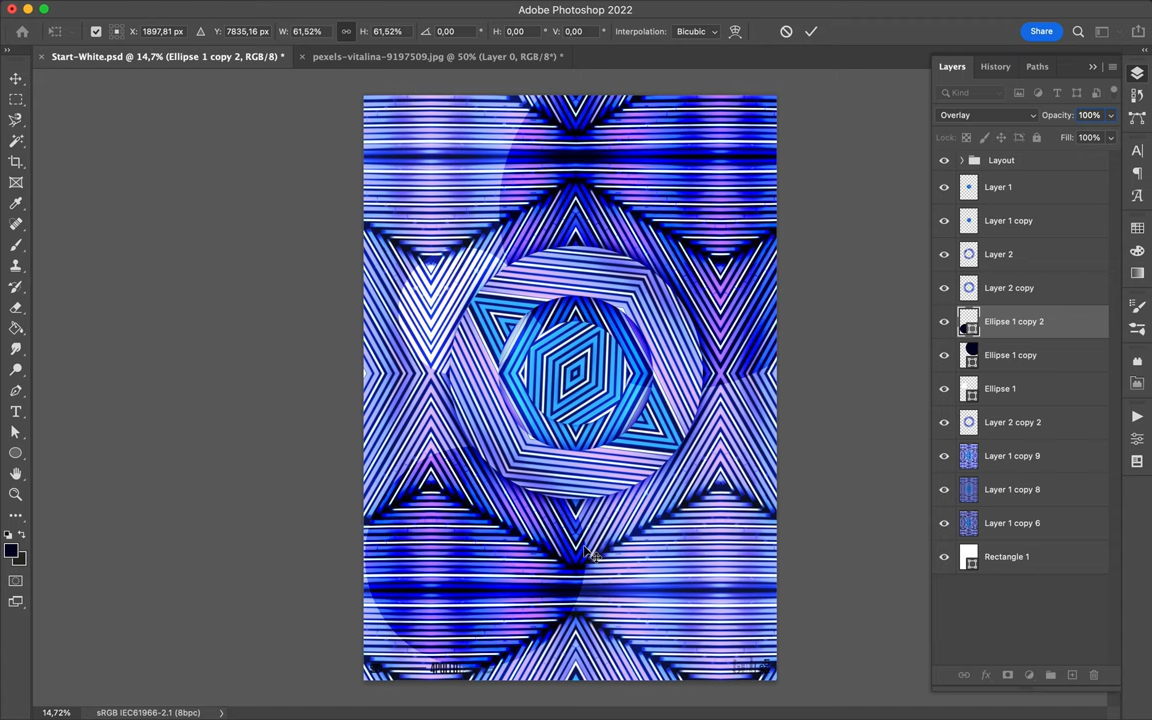 Adobe Photoshop 2022
X: 1897,81 px Y: 7835,16 px W: 61,52% H: 61,52% 0,00 H: 0,00 V: 0,00 Interpolation: Bicubic Share
Start-White.psd @ 14,7% (Ellipse 1 copy 2, RGB/8) * pexels-vitalina-9197509.jpg @ 50% (Layer 0, RGB/8*) *
Layers History Paths
Kind
Overlay Opacity: 100%
Lock: Fill: 100%
Layout
Layer 1
Layer 1 copy
Layer 2
Layer 2 copy
Ellipse 1 copy 2
Ellipse 1 copy
Ellipse 1
Layer 2 copy 2
Layer 1 copy 9
Layer 1 copy 8
Layer 1 copy 6
Rectangle 1
14,72% sRGB IEC61966-2.1 (8bpc)